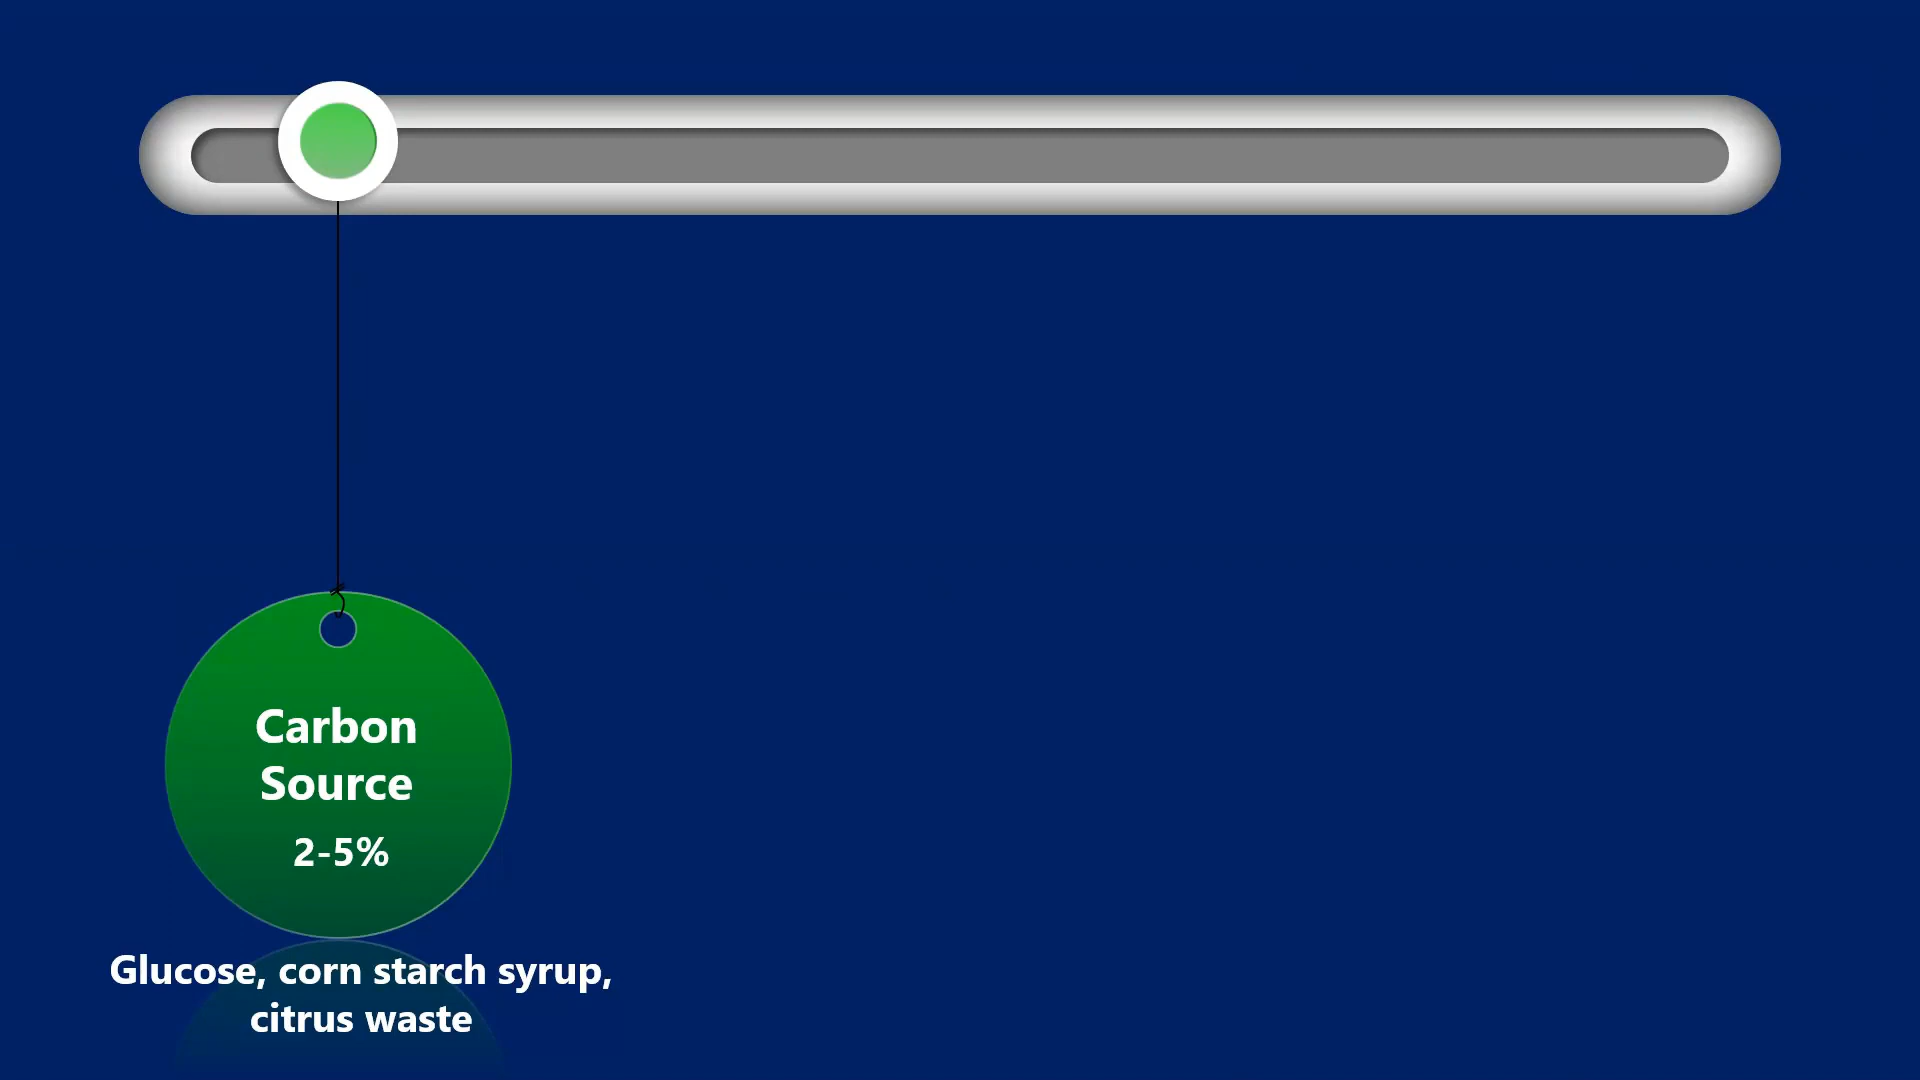 Carbon
Source
2-5%
Glucose, corn starch syrup,
citrus waste